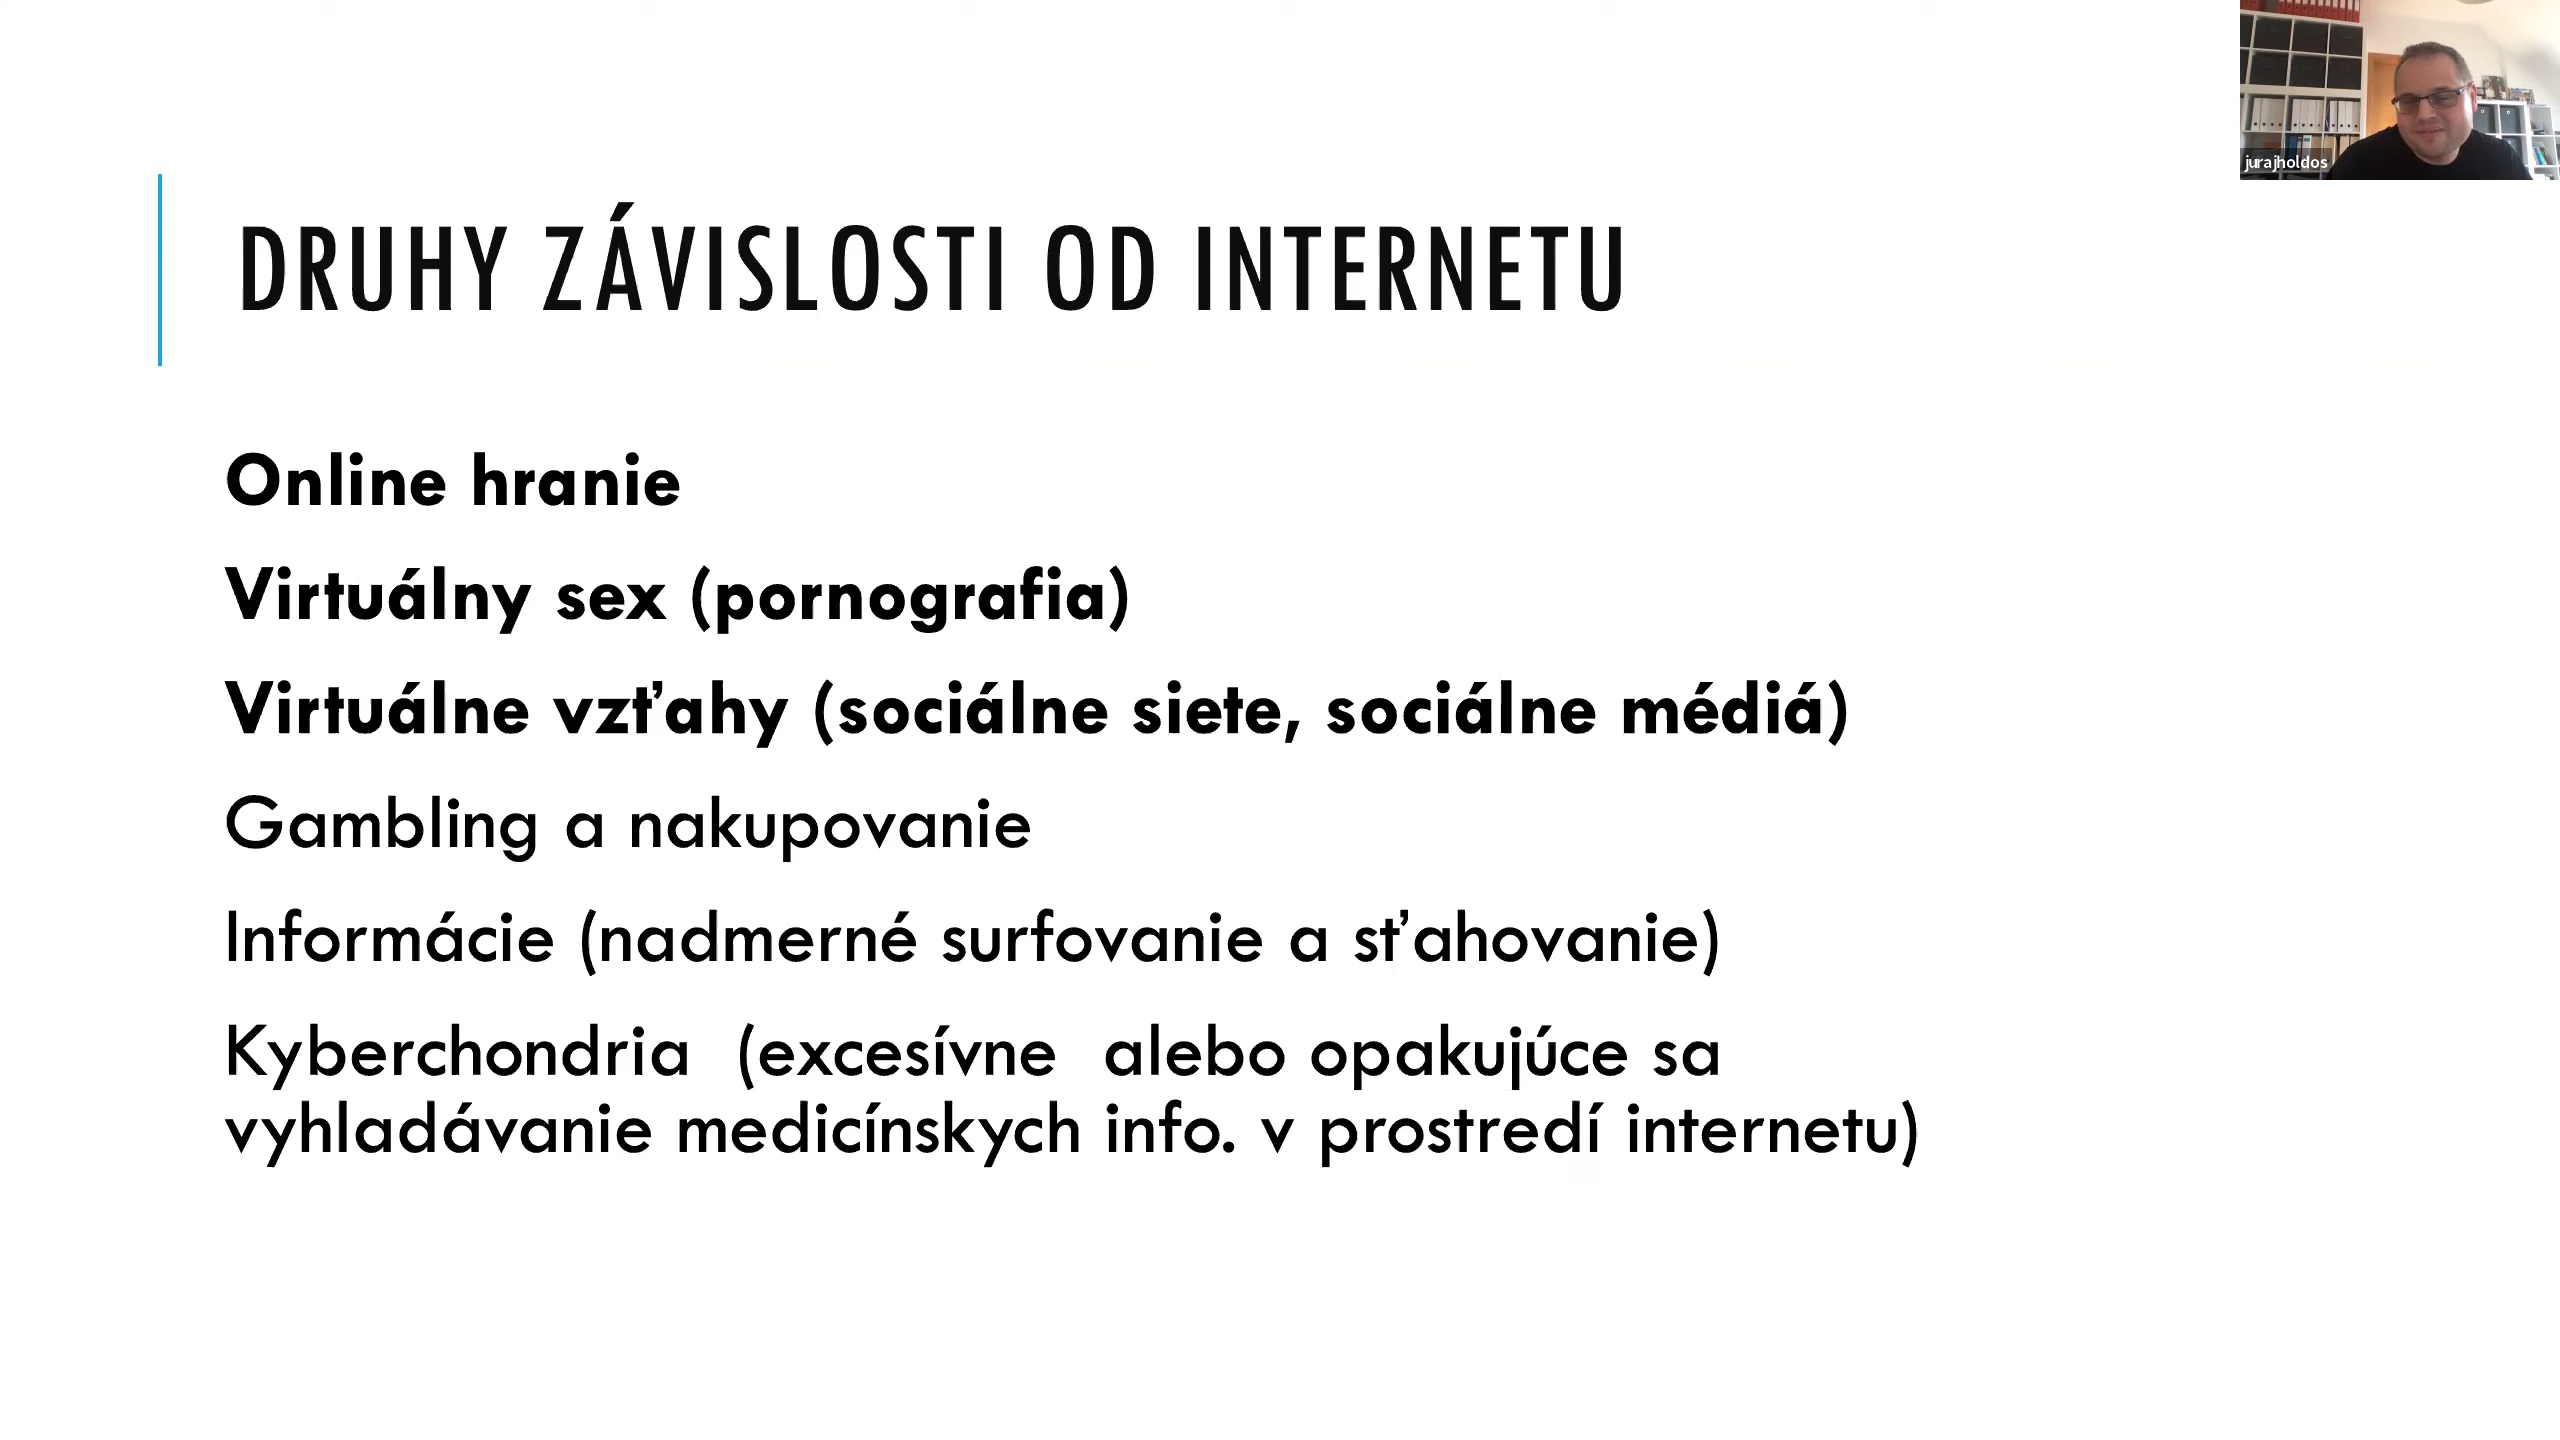 jurajholdos
DRUHY ZÁVISLOSTI OD INTERNETU
Online hranie
Virtuálny sex (pornografia)
Virtuálne vzťahy (sociálne siete, sociálne médiá)
Gambling a nakupovanie
Informácie (nadmerné surfovanie a sťahovanie)
Kyberchondria  (excesívne  alebo opakujúce sa
vyhladávanie medicínskych info. v prostredí internetu)